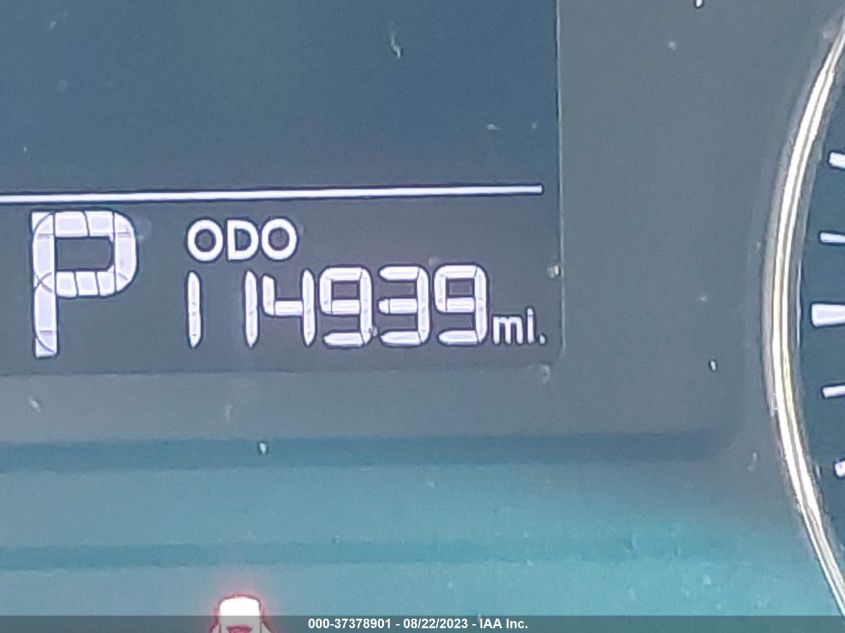 P
ODO
114939 mi.
000-37378901 - 08/22/2023 - IAA Inc.